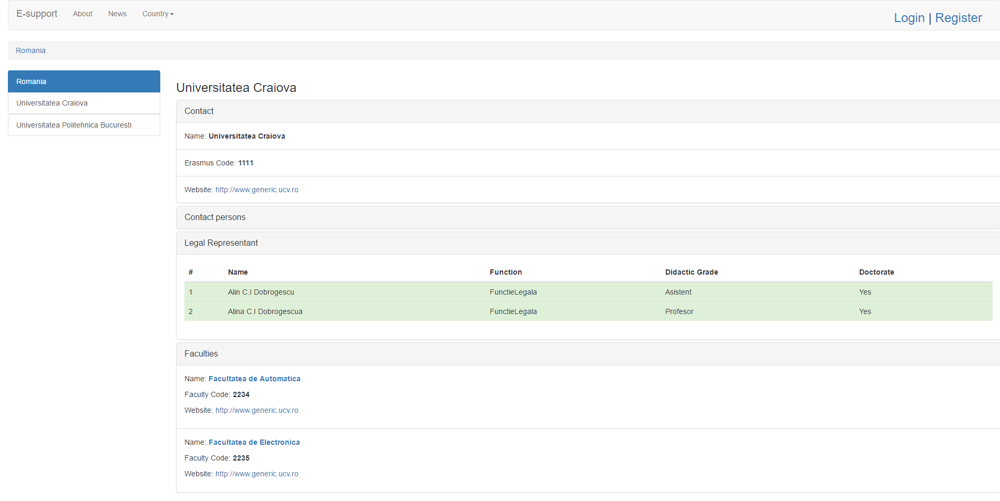 E-support About News Country Login | Register
Romania
Romania
Universitatea Craiova
Universitatea Politehnica Bucuresti
Universitatea Craiova
Contact
Name: Universitatea Craiova
Erasmus Code: 1111
Website: http://www.generic.ucv.ro
Contact persons
Legal Representant
# Name Function Didactic Grade Doctorate
1 Alin C.I Dobrogescu FunctieLegala Asistent Yes
2 Alina C.I Dobrogescua FunctieLegala Profesor Yes
Faculties
Name: Facultatea de Automatica
Faculty Code: 2234
Website: http://www.generic.ucv.ro
Name: Facultatea de Electronica
Faculty Code: 2235
Website: http://www.generic.ucv.ro